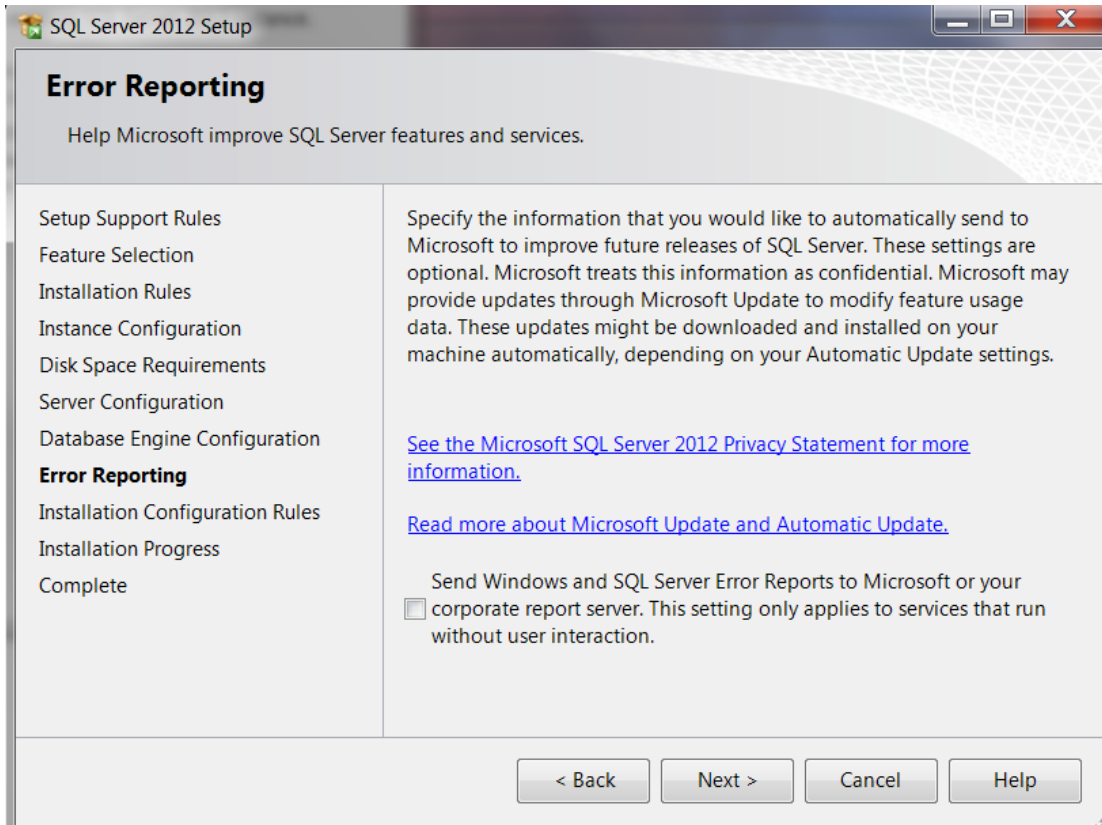 SQL Server 2012 Setup
Error Reporting
Help Microsoft improve SQL Server features and services.
Setup Support Rules
Feature Selection
Installation Rules
Instance Configuration
Disk Space Requirements
Server Configuration
Database Engine Configuration
Error Reporting
Installation Configuration Rules
Installation Progress
Complete
Specify the information that you would like to automatically send to
Microsoft to improve future releases of SQL Server. These settings are
optional. Microsoft treats this information as confidential. Microsoft may
provide updates through Microsoft Update to modify feature usage
data. These updates might be downloaded and installed on your
machine automatically, depending on your Automatic Update settings.
See the Microsoft SQL Server 2012 Privacy Statement for more
information.
Read more about Microsoft Update and Automatic Update.
Send Windows and SQL Server Error Reports to Microsoft or your
corporate report server. This setting only applies to services that run
without user interaction.
< Back
Next >
Cancel
Help